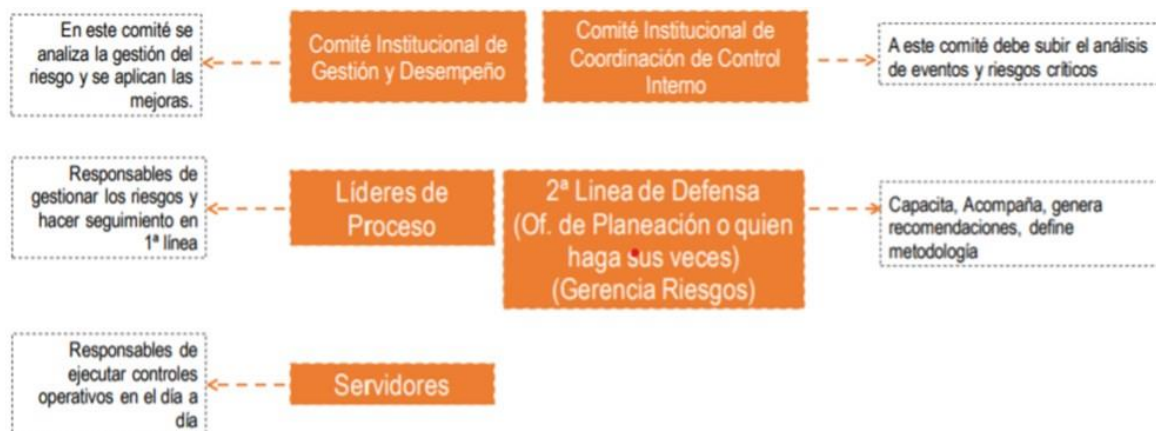 En este comité se
analiza la gestión del
riesgo y se aplican las
mejoras.
Comité Institucional de
Gestión y Desempeño
Comité Institucional de
Coordinación de Control
Interno
A este comité debe subir el análisis
de eventos y riesgos críticos
Responsables de
gestionar los riesgos y
hacer seguimiento en
1ª línea
Líderes de
Proceso
2ª Linea de Defensa
(Of. de Planeación o quien
haga sus veces)
(Gerencia Riesgos)
Capacita, Acompaña, genera
recomendaciones, define
metodología
Responsables de
ejecutar controles
operativos en el día a
día
Servidores